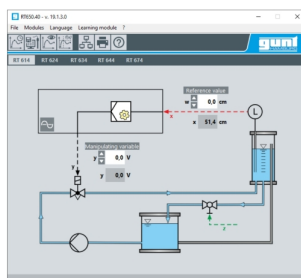 RT650.40 - v. 19.1.3.0
File Modules Language Learning module ?
gunt
RT 614 RT 624 RT 634 RT 644 RT 674
Reference value
w 0,0 cm
x 51,4 cm
x
L
Manipulating variable
y 0,0 V
y 0,0 V
y
z